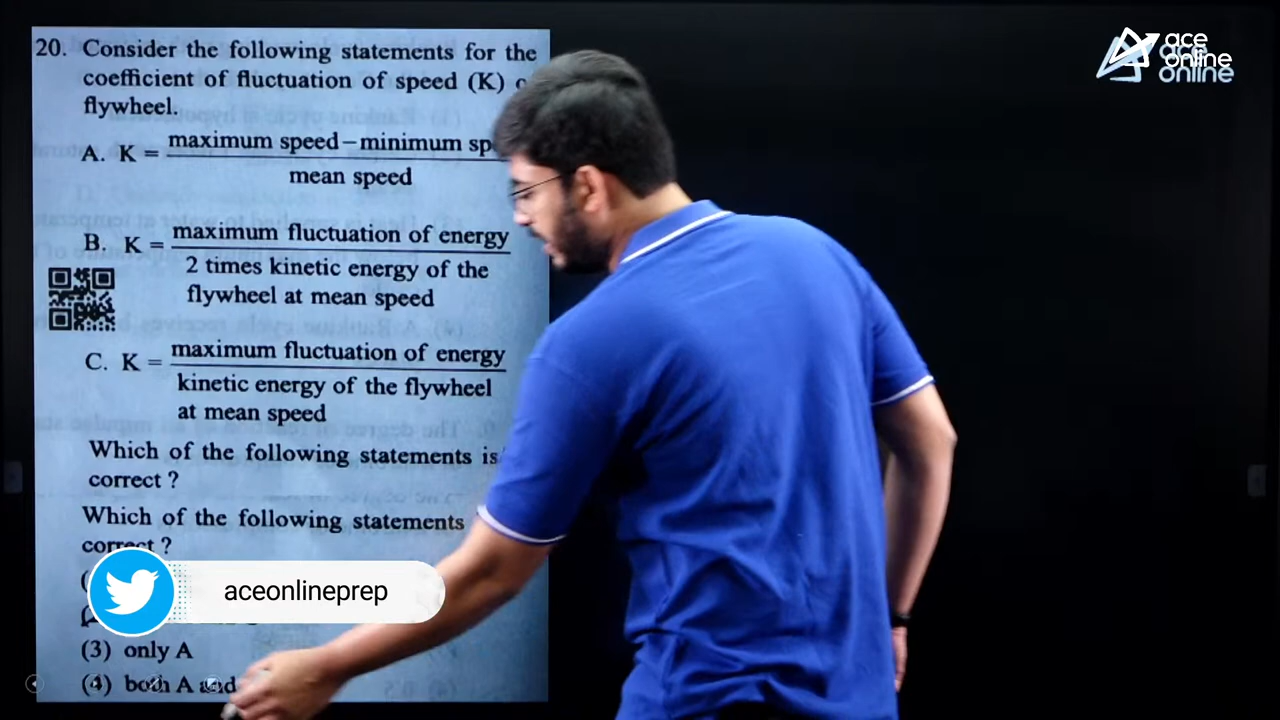 20. Consider the following statements for the
coefficient of fluctuation of speed (K)
flywheel.
A. K = maximum speed – minimum
mean speed
B. K = maximum fluctuation of energy
2 times kinetic energy of the
flywheel at mean speed
C. K = maximum fluctuation of energy
kinetic energy of the flywheel
at mean speed
Which of the following statements is
correct ?
Which of the following statements
correct ?
(3) only A
(4) both A and
aceonlineprep
ace
online